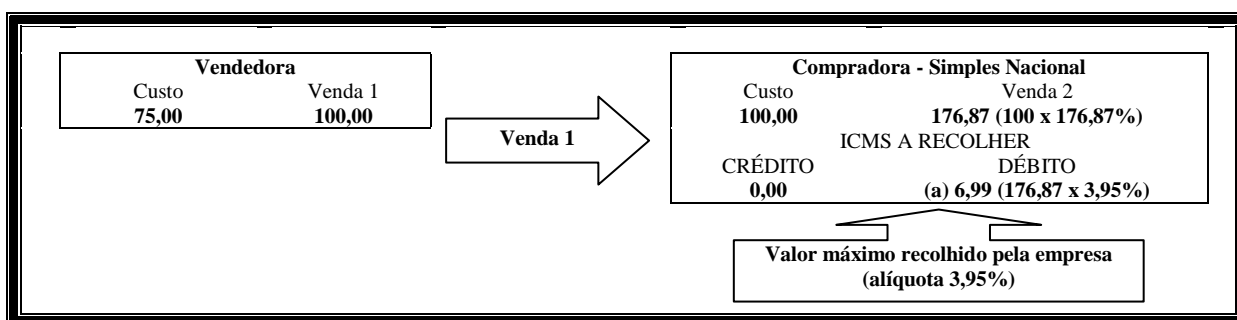 Vendedora
Custo Venda 1
75,00 100,00
Venda 1
Compradora - Simples Nacional
Custo Venda 2
100,00 176,87 (100 x 176,87%)
ICMS A RECOLHER
CRÉDITO DÉBITO
0,00 (a) 6,99 (176,87 x 3,95%)
Valor máximo recolhido pela empresa
(alíquota 3,95%)